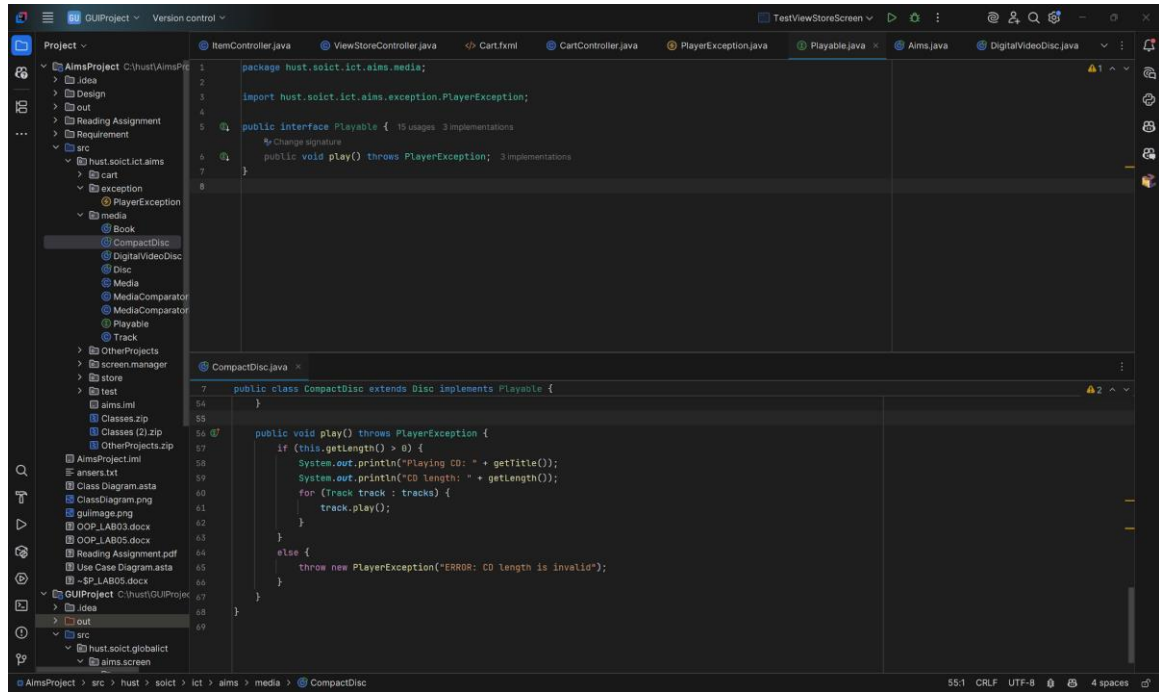 GU GUIProject Version control TestViewStoreScreen
Project
ItemController.java ViewStoreController.java Cart.fxml CartController.java PlayerException.java Playable.java Aims.java DigitalVideoDisc.java
AimsProject C:\hust\AimsPro
.idea
Design
out
Reading Assignment
Requirement
src
hust.soict.ict.aims
cart
exception
PlayerException
media
Book
CompactDisc
DigitalVideoDisc
Disc
Media
MediaComparator
MediaComparator
Playable
Track
OtherProjects
screen.manager
store
test
aims.iml
Classes.zip
Classes (2).zip
OtherProjects.zip
AimsProject.iml
ansers.txt
Class Diagram.asta
ClassDiagram.png
guiimage.png
OOP_LAB03.docx
OOP_LAB05.docx
Reading Assignment.pdf
Use Case Diagram.asta
~$P_LAB05.docx
GUIProject C:\hust\GUIProjec
.idea
out
src
hust.soict.globalict
aims.screen
1 package hust.soict.ict.aims.media; 1
2
3 import hust.soict.ict.aims.exception.PlayerException;
4
5 public interface Playable { 15 usages 3 implementations
Change signature
6 public void play() throws PlayerException; 3 implementations
7 }
8
CompactDisc.java
7 public class CompactDisc extends Disc implements Playable { 2
54 }
55
56 public void play() throws PlayerException {
57 if (this.getLength() > 0) {
58 System.out.println("Playing CD: " + getTitle());
59 System.out.println("CD length: " + getLength());
60 for (Track track : tracks) {
61 track.play();
62 }
63 }
64 else {
65 throw new PlayerException("ERROR: CD length is invalid");
66 }
67 }
68 }
69
AimsProject > src > hust > soict > ict > aims > media > CompactDisc 55:1 CRLF UTF-8 4 spaces